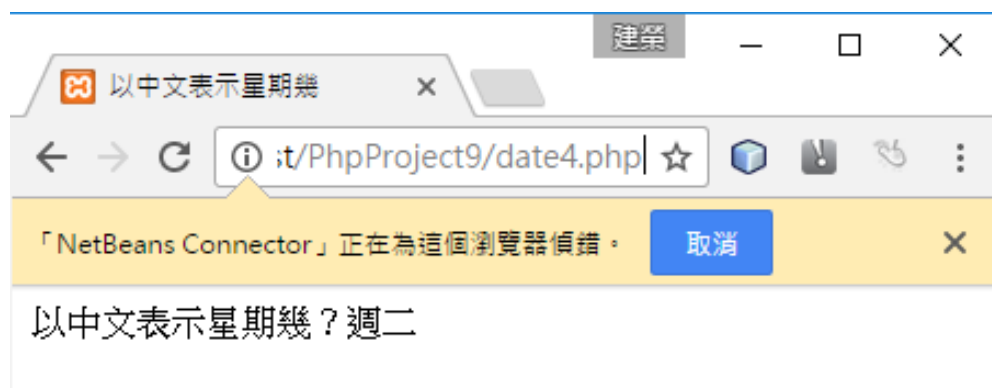 建榮
以中文表示星期幾
st/PhpProject9/date4.php
「NetBeans Connector」正在為這個瀏覽器偵錯。 取消
以中文表示星期幾？週二